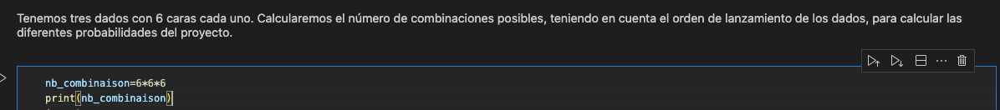 Tenemos tres dados con 6 caras cada uno. Calcularemos el número de combinaciones posibles, teniendo en cuenta el orden de lanzamiento de los dados, para calcular las
diferentes probabilidades del proyecto.
nb_combinaison=6*6*6
print(nb_combinaison)